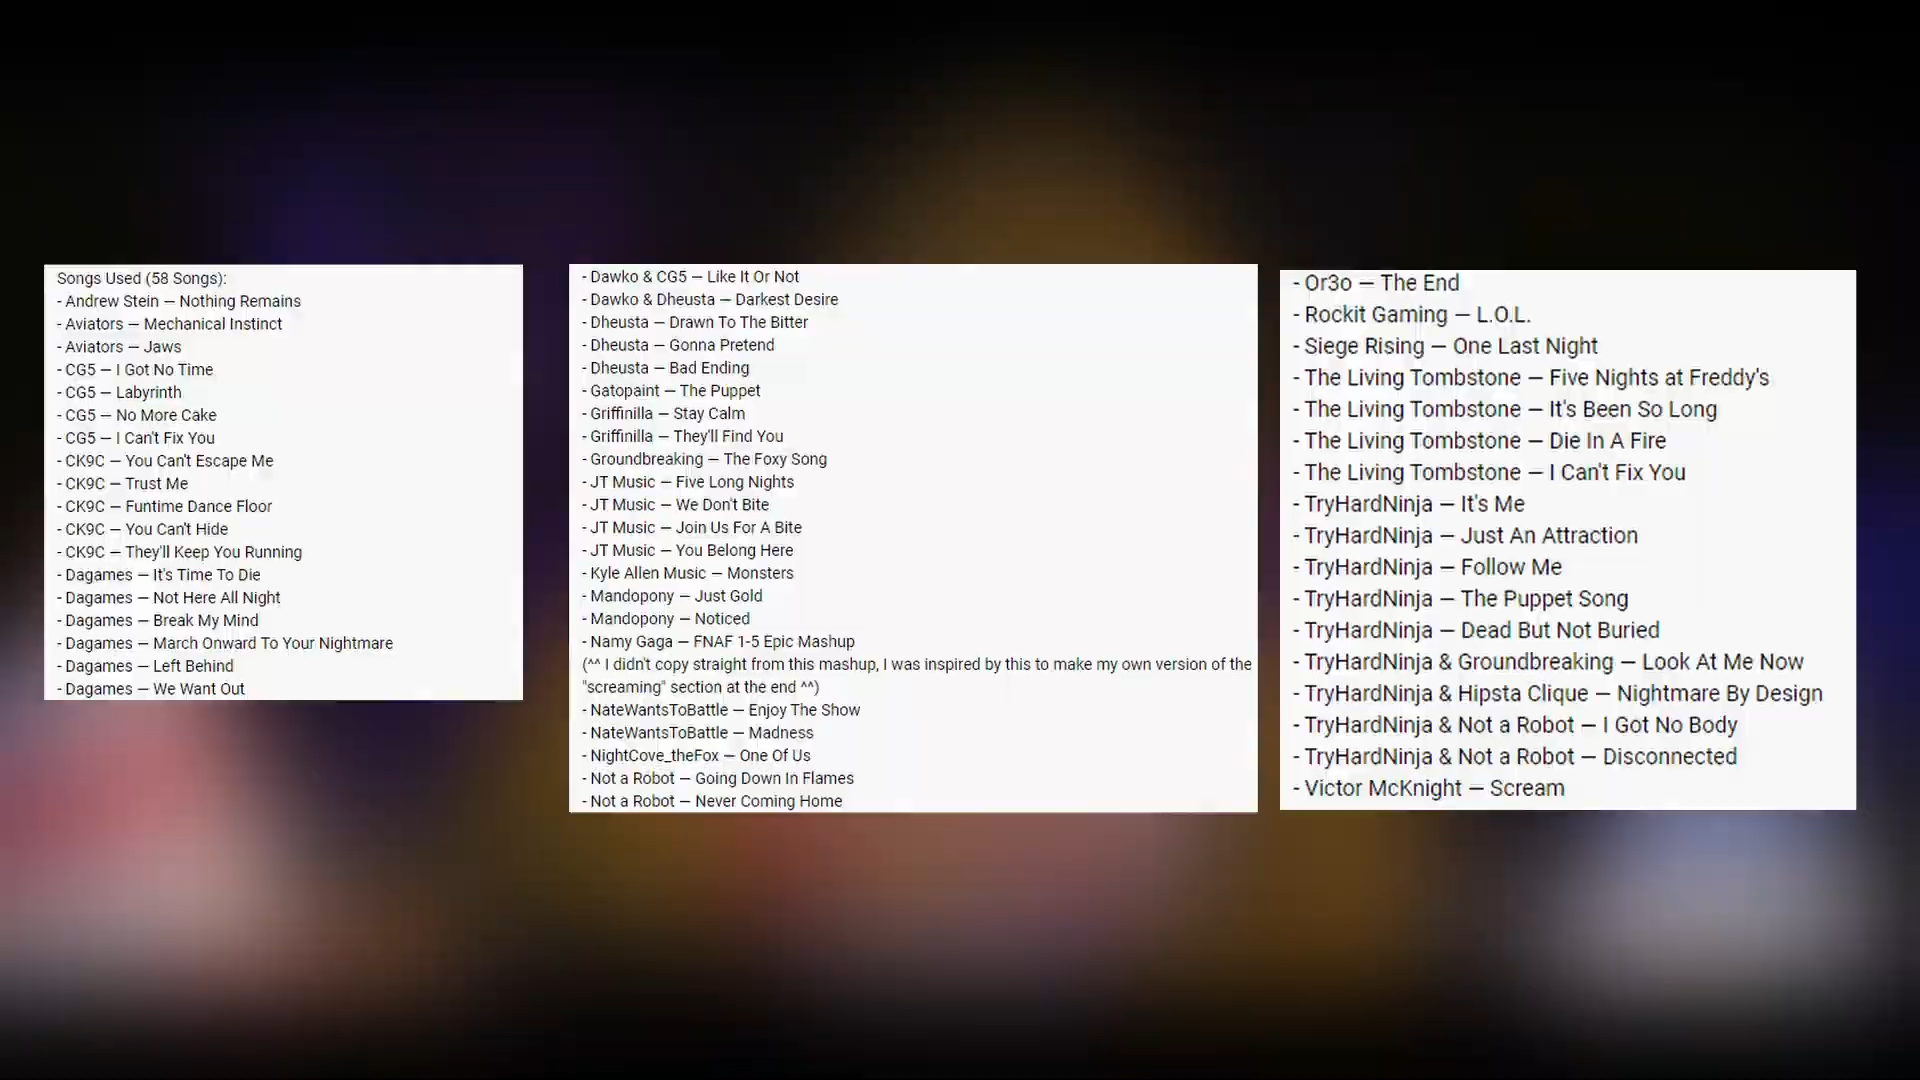 Songs Used (58 Songs):
- Andrew Stein — Nothing Remains
- Aviators — Mechanical Instinct
- Aviators — Jaws
- CG5 — I Got No Time
- CG5 — Labyrinth
- CG5 — No More Cake
- CG5 — I Can't Fix You
- CK9C — You Can't Escape Me
- CK9C — Trust Me
- CK9C — Funtime Dance Floor
- CK9C — You Can't Hide
- CK9C — They'll Keep You Running
- Dagames — It's Time To Die
- Dagames — Not Here All Night
- Dagames — Break My Mind
- Dagames — March Onward To Your Nightmare
- Dagames — Left Behind
- Dagames — We Want Out
- Dawko & CG5 — Like It Or Not
- Dawko & Dheusta — Darkest Desire
- Dheusta — Drawn To The Bitter
- Dheusta — Gonna Pretend
- Dheusta — Bad Ending
- Gatopaint — The Puppet
- Griffinilla — Stay Calm
- Griffinilla — They'll Find You
- Groundbreaking — The Foxy Song
- JT Music — Five Long Nights
- JT Music — We Don't Bite
- JT Music — Join Us For A Bite
- JT Music — You Belong Here
- Kyle Allen Music — Monsters
- Mandopony — Just Gold
- Mandopony — Noticed
- Namy Gaga — FNAF 1-5 Epic Mashup
(^^ I didn't copy straight from this mashup, I was inspired by this to make my own version of the
"screaming" section at the end ^^)
- NateWantsToBattle — Enjoy The Show
- NateWantsToBattle — Madness
- NightCove_theFox — One Of Us
- Not a Robot — Going Down In Flames
- Not a Robot — Never Coming Home
- Or3o — The End
- Rockit Gaming — L.O.L.
- Siege Rising — One Last Night
- The Living Tombstone — Five Nights at Freddy's
- The Living Tombstone — It's Been So Long
- The Living Tombstone — Die In A Fire
- The Living Tombstone — I Can't Fix You
- TryHardNinja — It's Me
- TryHardNinja — Just An Attraction
- TryHardNinja — Follow Me
- TryHardNinja — The Puppet Song
- TryHardNinja — Dead But Not Buried
- TryHardNinja & Groundbreaking — Look At Me Now
- TryHardNinja & Hipsta Clique — Nightmare By Design
- TryHardNinja & Not a Robot — I Got No Body
- TryHardNinja & Not a Robot — Disconnected
- Victor McKnight — Scream